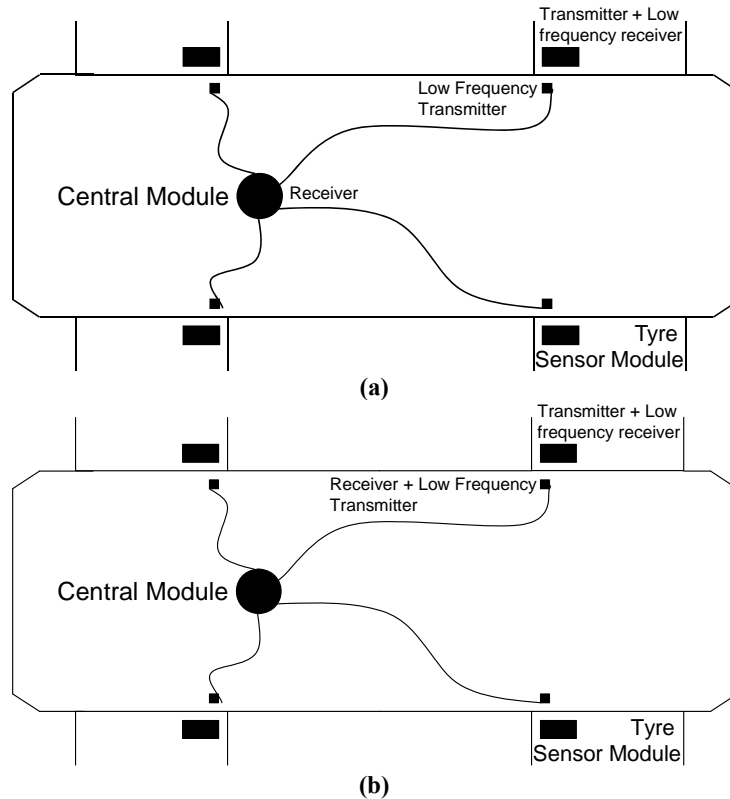 Transmitter + Low
frequency receiver
Low Frequency
Transmitter
Central Module
Receiver
Tyre
Sensor Module
(a)
Transmitter + Low
frequency receiver
Receiver + Low Frequency
Transmitter
Central Module
Tyre
Sensor Module
(b)